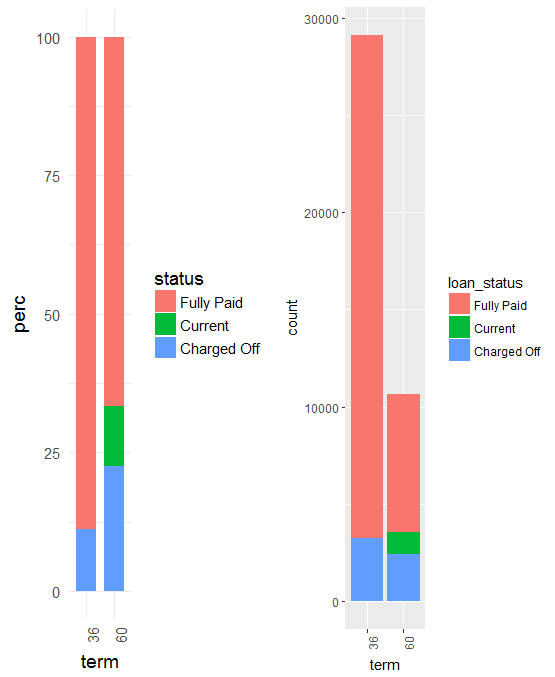 100
75
50
25
0
perc
36
60
term
status
Fully Paid
Current
Charged Off
30000
20000
10000
0
count
36
60
term
loan_status
Fully Paid
Current
Charged Off